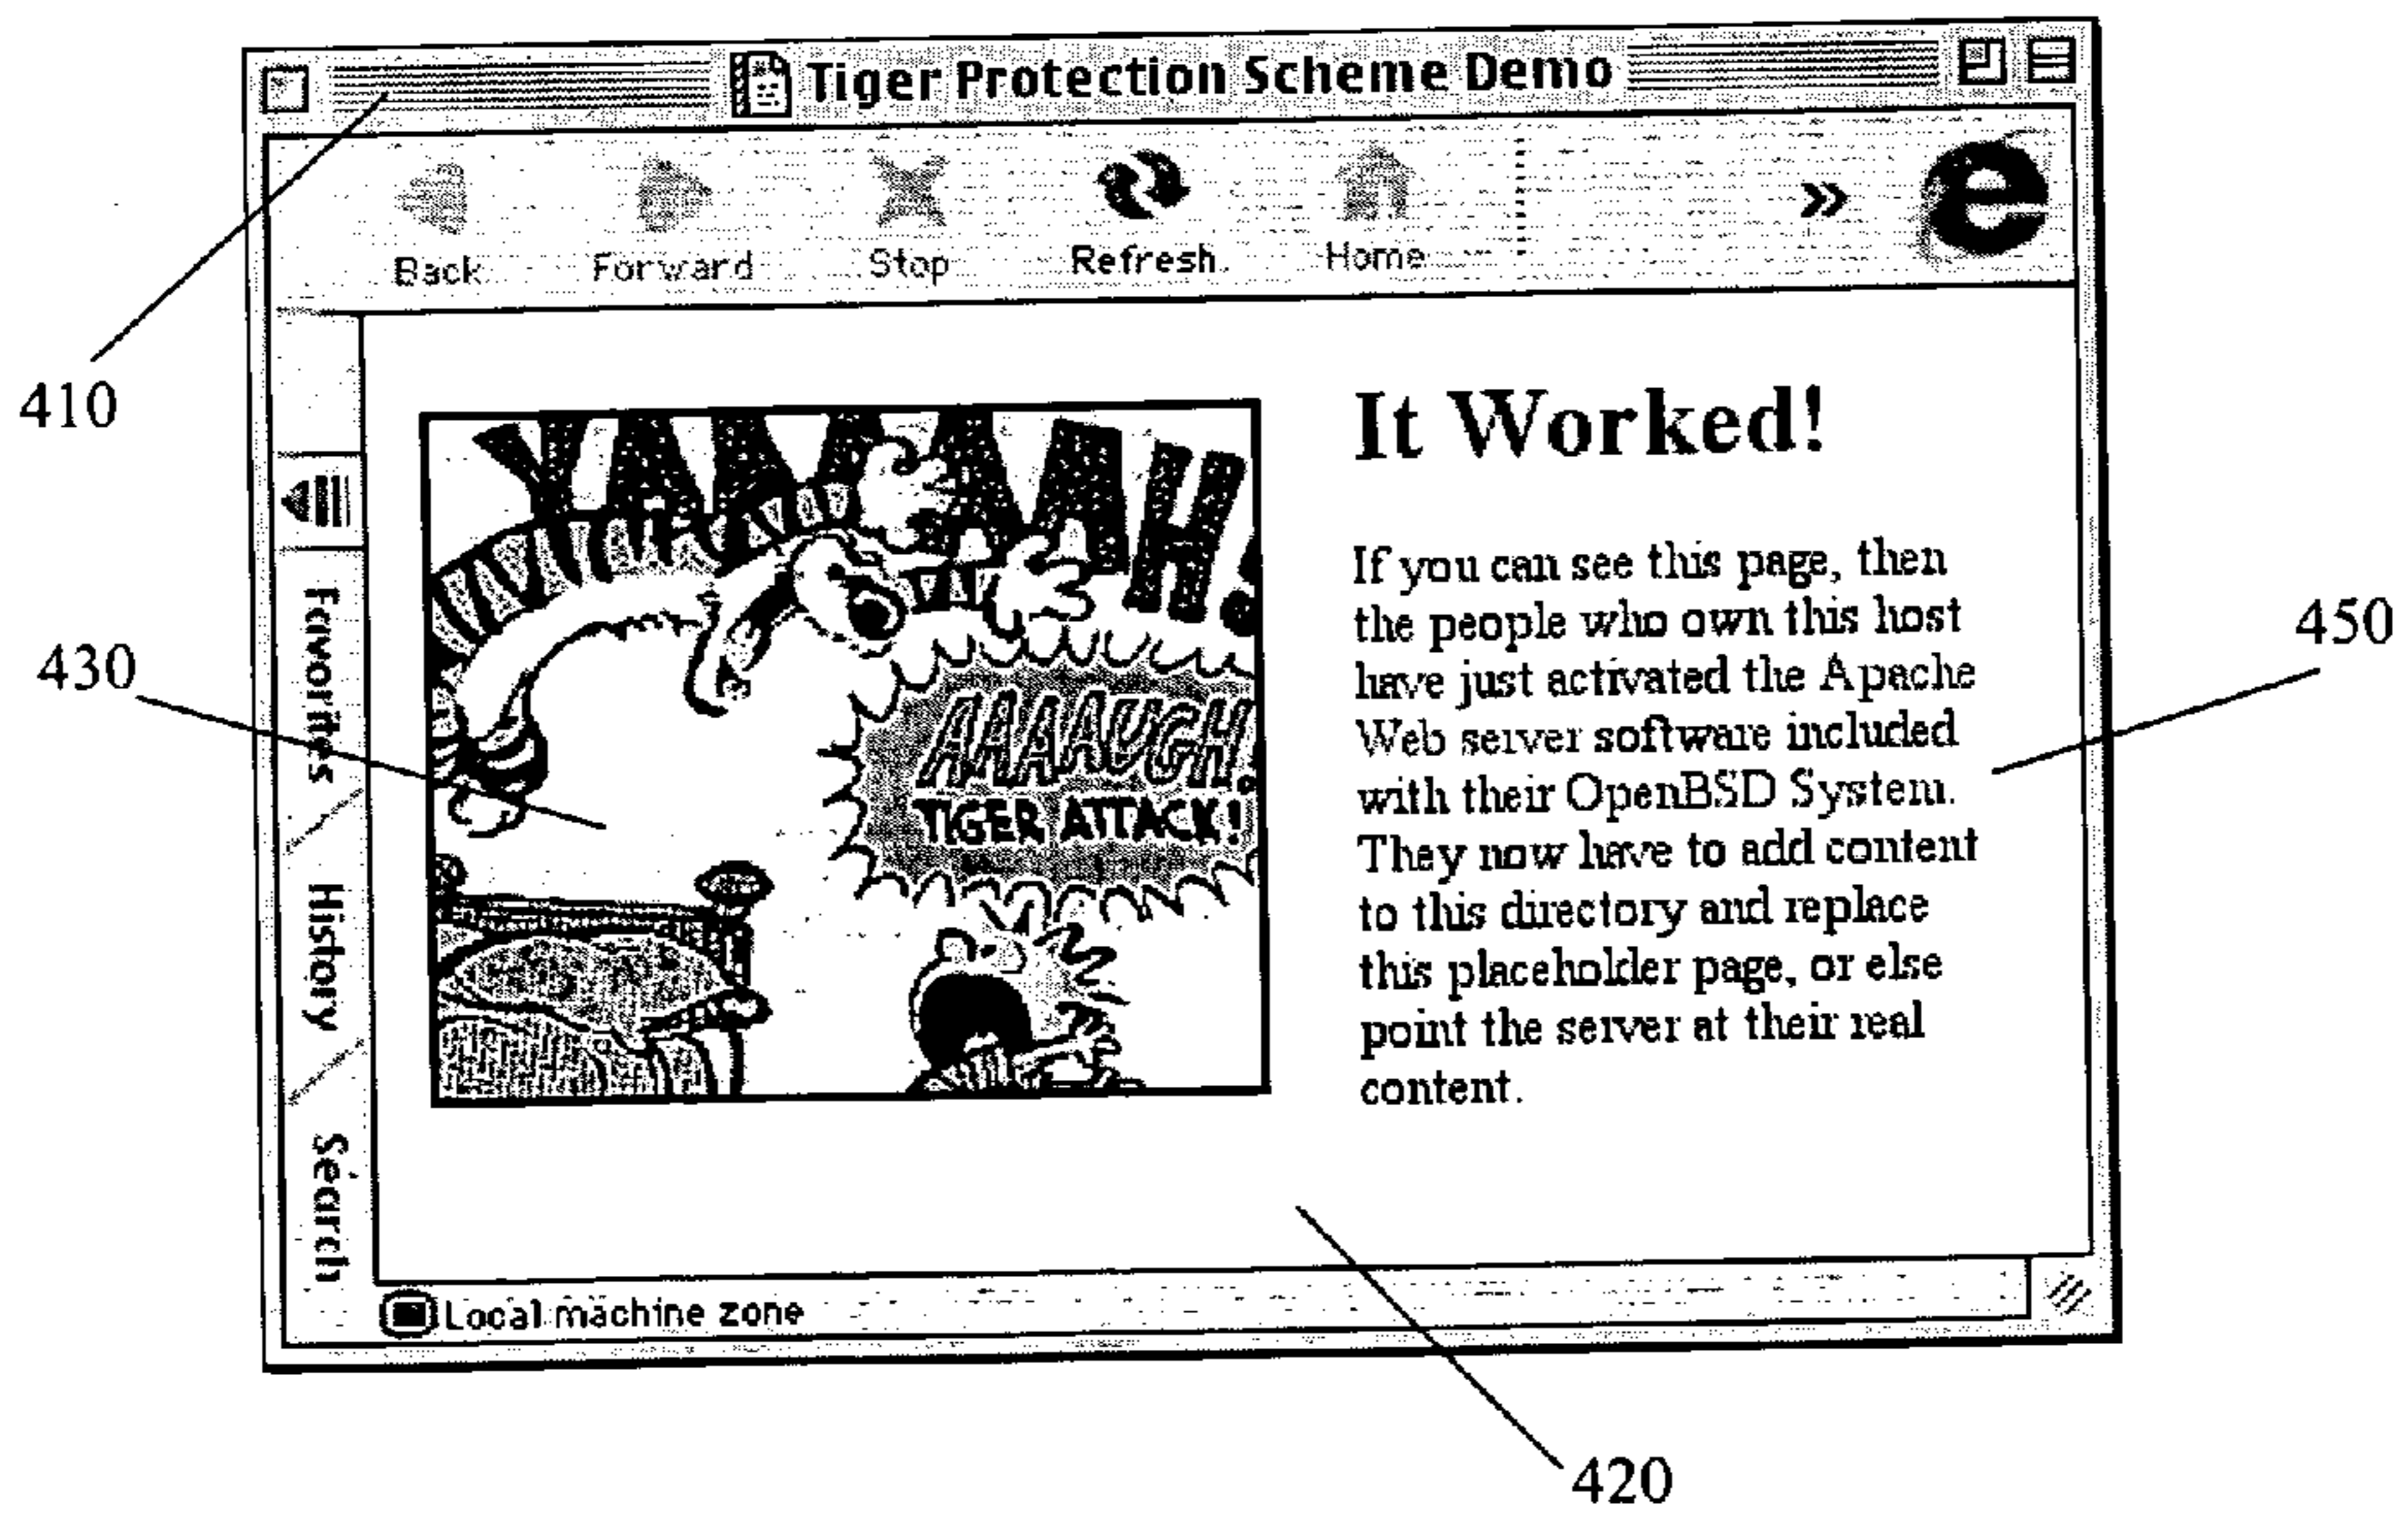 Tiger Protection Scheme Demo
Back Forward Stop Refresh Home »
410
It Worked!
YAAAAAH!
If you can see this page, then
the people who own this host
have just activated the Apache
Web server software included
with their OpenBSD System.
They now have to add content
to this directory and replace
this placeholder page, or else
point the server at their real
content.
AAAAUGH!
TIGER ATTACK!
430
450
Favorites
History
Search
Local machine zone
420